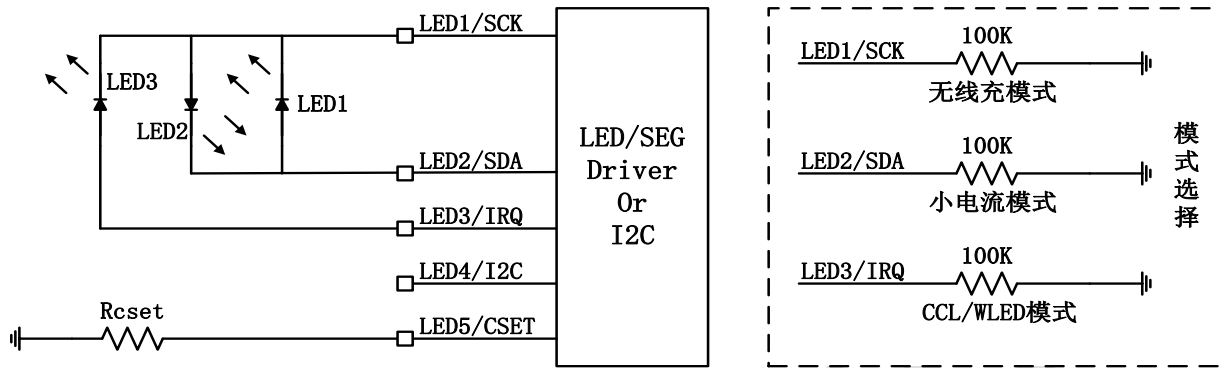 LED1/SCK
LED3
LED1
LED2
LED2/SDA
LED3/IRQ
LED4/I2C
Rcset
LED5/CSET
LED/SEG
Driver
Or
I2C
LED1/SCK
100K
无线充模式
LED2/SDA
100K
小电流模式
LED3/IRQ
100K
CCL/WLED模式
模
式
选
择